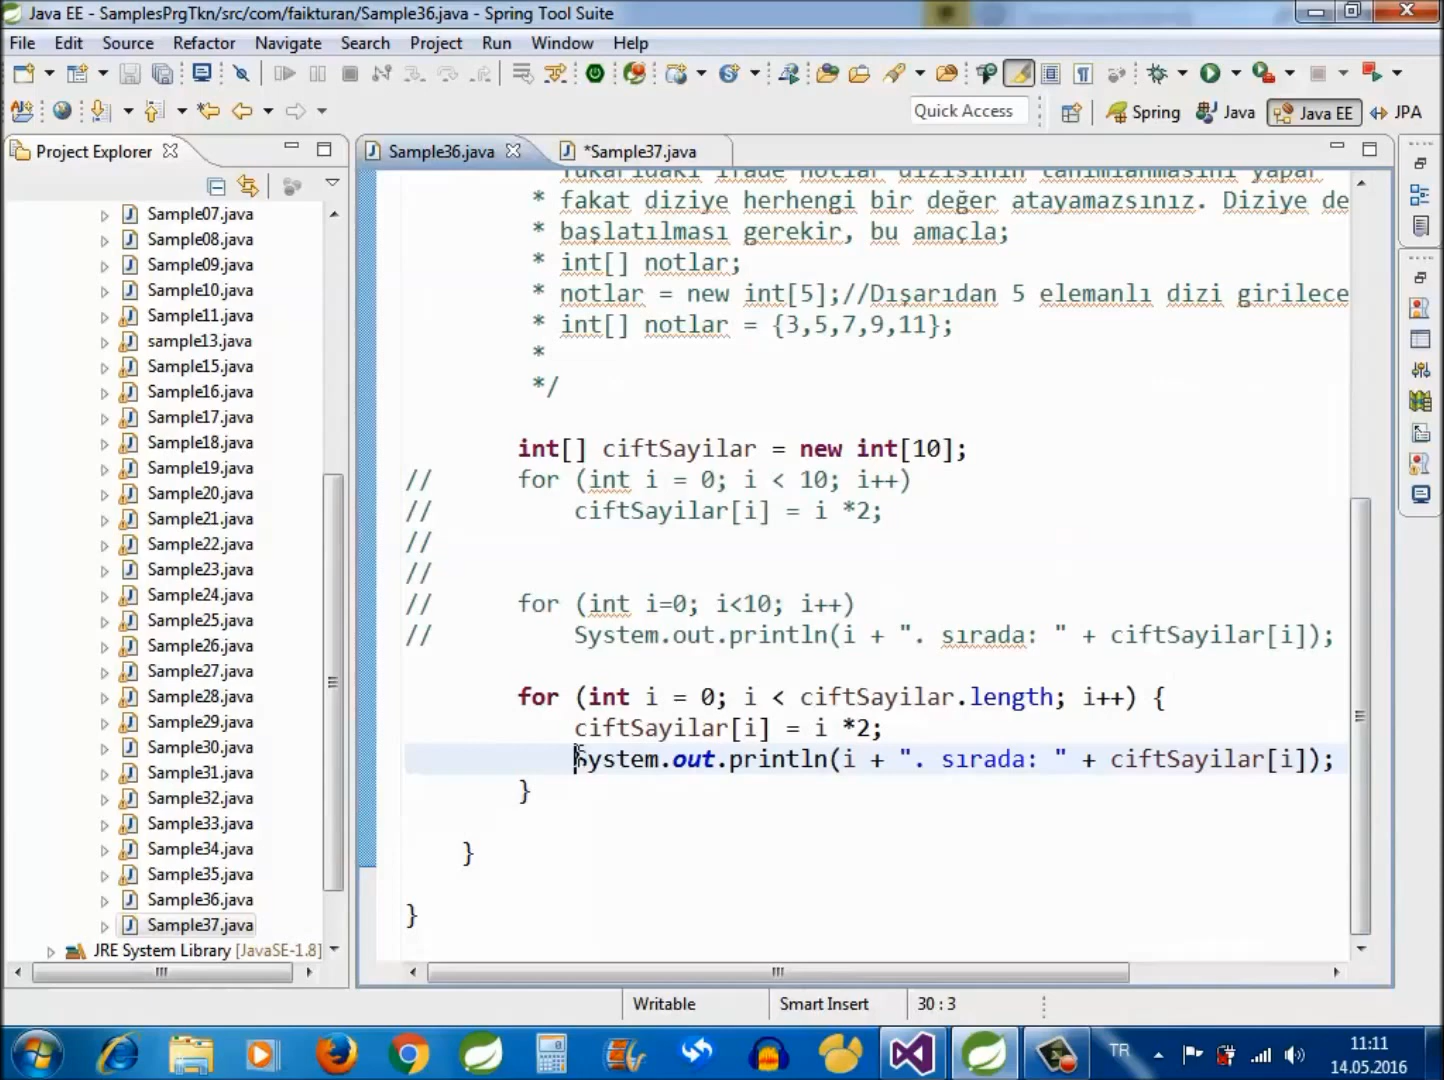 Java EE - SamplesPrgTkn/src/com/faikturan/Sample36.java - Spring Tool Suite
File Edit Source Refactor Navigate Search Project Run Window Help
Quick Access
Spring Java Java EE JPA
Project Explorer
Sample36.java *Sample37.java
Sample07.java
Sample08.java
Sample09.java
Sample10.java
Sample11.java
sample13.java
Sample15.java
Sample16.java
Sample17.java
Sample18.java
Sample19.java
Sample20.java
Sample21.java
Sample22.java
Sample23.java
Sample24.java
Sample25.java
Sample26.java
Sample27.java
Sample28.java
Sample29.java
Sample30.java
Sample31.java
Sample32.java
Sample33.java
Sample34.java
Sample35.java
Sample36.java
Sample37.java
JRE System Library [JavaSE-1.8]
Yukarıdaki ifade notlar dizisinin tanımlanmasını yapar
* fakat diziye herhengi bir değer atayamazsınız. Diziye de
* başlatılması gerekir, bu amaçla;
* int[] notlar;
* notlar = new int[5];//Dışarıdan 5 elemanlı dizi girilece
* int[] notlar = {3,5,7,9,11};
*
*/
int[] ciftSayilar = new int[10];
// for (int i = 0; i < 10; i++)
// ciftSayilar[i] = i *2;
//
//
// for (int i=0; i<10; i++)
// System.out.println(i + ". sırada: " + ciftSayilar[i]);
for (int i = 0; i < ciftSayilar.length; i++) {
ciftSayilar[i] = i *2;
System.out.println(i + ". sırada: " + ciftSayilar[i]);
}
}
}
Writable Smart Insert 30 : 3
TR
11:11
14.05.2016